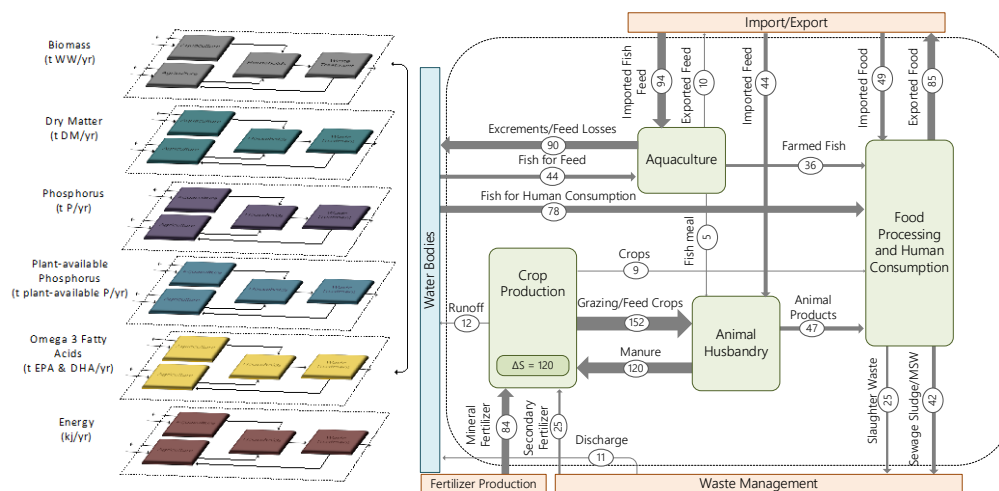 Biomass
(t WW/yr)
Dry Matter
(t DM/yr)
Phosphorus
(t P/yr)
Plant-available
Phosphorus
(t plant-available P/yr)
Omega 3 Fatty
Acids
(t EPA & DHA/yr)
Energy
(kj/yr)
Import/Export
Imported Fish
Feed
94
Exported Feed
10
Imported Feed
44
Imported Food
49
Exported Food
85
Water Bodies
Excrements/Feed Losses
90
Fish for Feed
44
Fish for Human Consumption
78
Aquaculture
Farmed Fish
36
Fish meal
5
Food
Processing
and Human
Consumption
Crops
9
Crop
Production
ΔS = 120
Runoff
12
Grazing/Feed Crops
152
Manure
120
Animal
Husbandry
Animal
Products
47
Mineral
Fertilizer
84
Secondary
Fertilizer
25
Discharge
11
Slaughter Waste
25
Sewage Sludge/MSW
42
Fertilizer Production
Waste Management